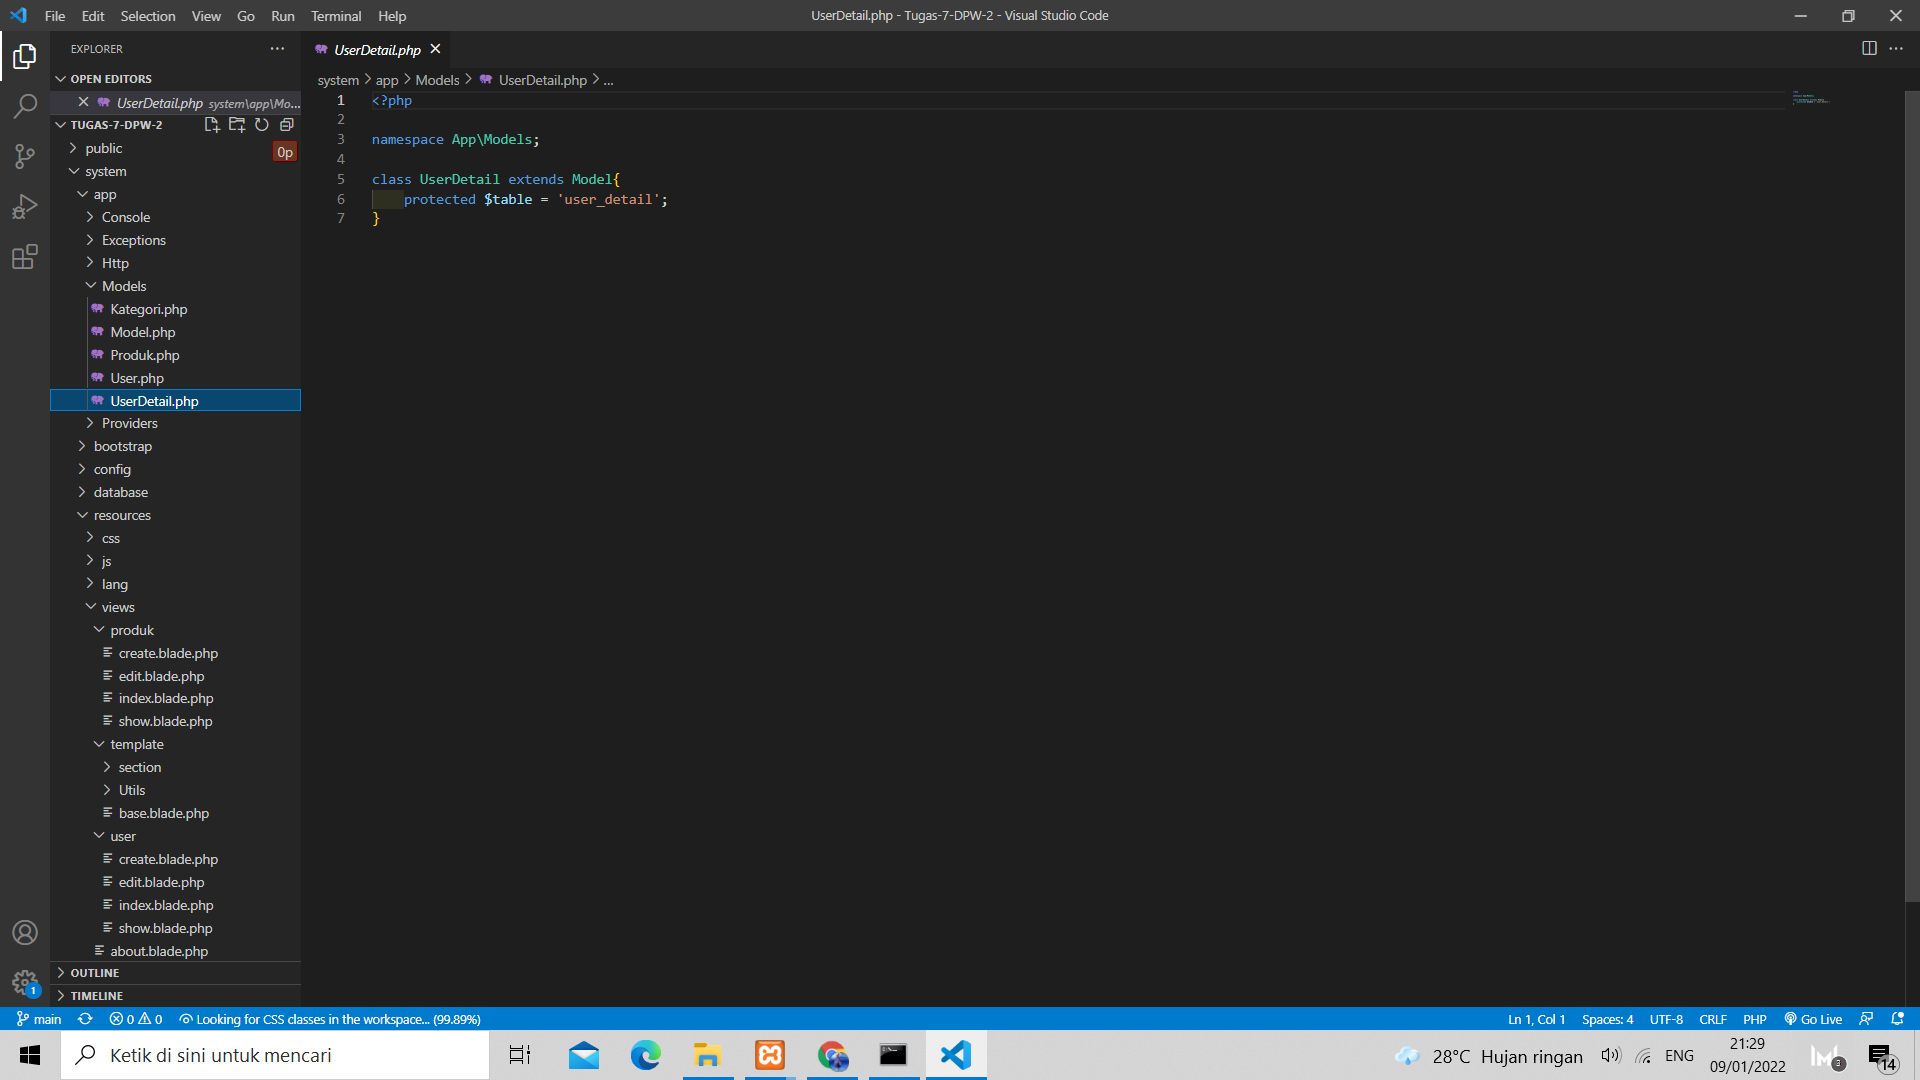 File Edit Selection View Go Run Terminal Help
UserDetail.php - Tugas-7-DPW-2 - Visual Studio Code
EXPLORER
UserDetail.php
OPEN EDITORS
UserDetail.php system\app\Mo...
TUGAS-7-DPW-2
public
0p
system
app
Console
Exceptions
Http
Models
Kategori.php
Model.php
Produk.php
User.php
UserDetail.php
Providers
bootstrap
config
database
resources
css
js
lang
views
produk
create.blade.php
edit.blade.php
index.blade.php
show.blade.php
template
section
Utils
base.blade.php
user
create.blade.php
edit.blade.php
index.blade.php
show.blade.php
about.blade.php
OUTLINE
TIMELINE
system > app > Models > UserDetail.php > ...
1 <?php
2
3 namespace App\Models;
4
5 class UserDetail extends Model{
6 protected $table = 'user_detail';
7 }
1
main 0 0 Looking for CSS classes in the workspace... (99.89%)
Ln 1, Col 1 Spaces: 4 UTF-8 CRLF PHP Go Live
Ketik di sini untuk mencari
28°C Hujan ringan ENG
21:29
09/01/2022
3
14